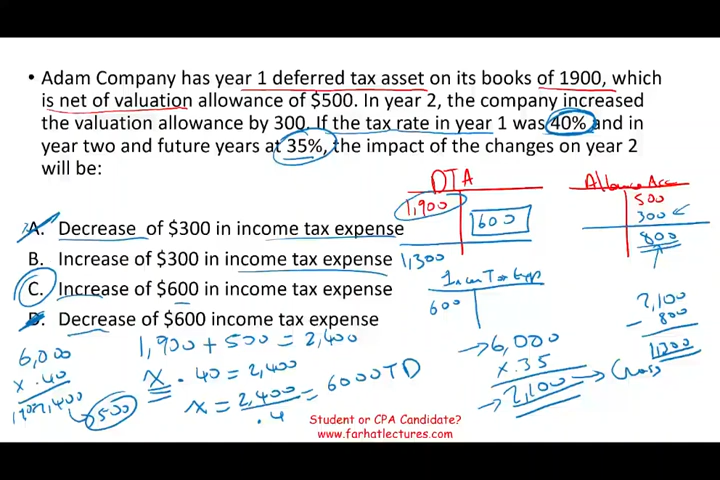 • Adam Company has year 1 deferred tax asset on its books of 1900, which
is net of valuation allowance of $500. In year 2, the company increased
the valuation allowance by 300. If the tax rate in year 1 was 40% and in
year two and future years at 35%, the impact of the changes on year 2
will be:
DTA
1,900
600
1,300
500
300
800
A. Decrease of $300 in income tax expense
B. Increase of $300 in income tax expense
C. Increase of $600 in income tax expense
D. Decrease of $600 income tax expense
600
2,100
- 800
1,300
6,000
x .40
2,400
500
1,900 + 500 = 2,400
x . 40 = 2,400
x = 2,400 = 6000 TD
.4
6,000
x .35
2,100
Student or CPA Candidate?
www.farhatlectures.com